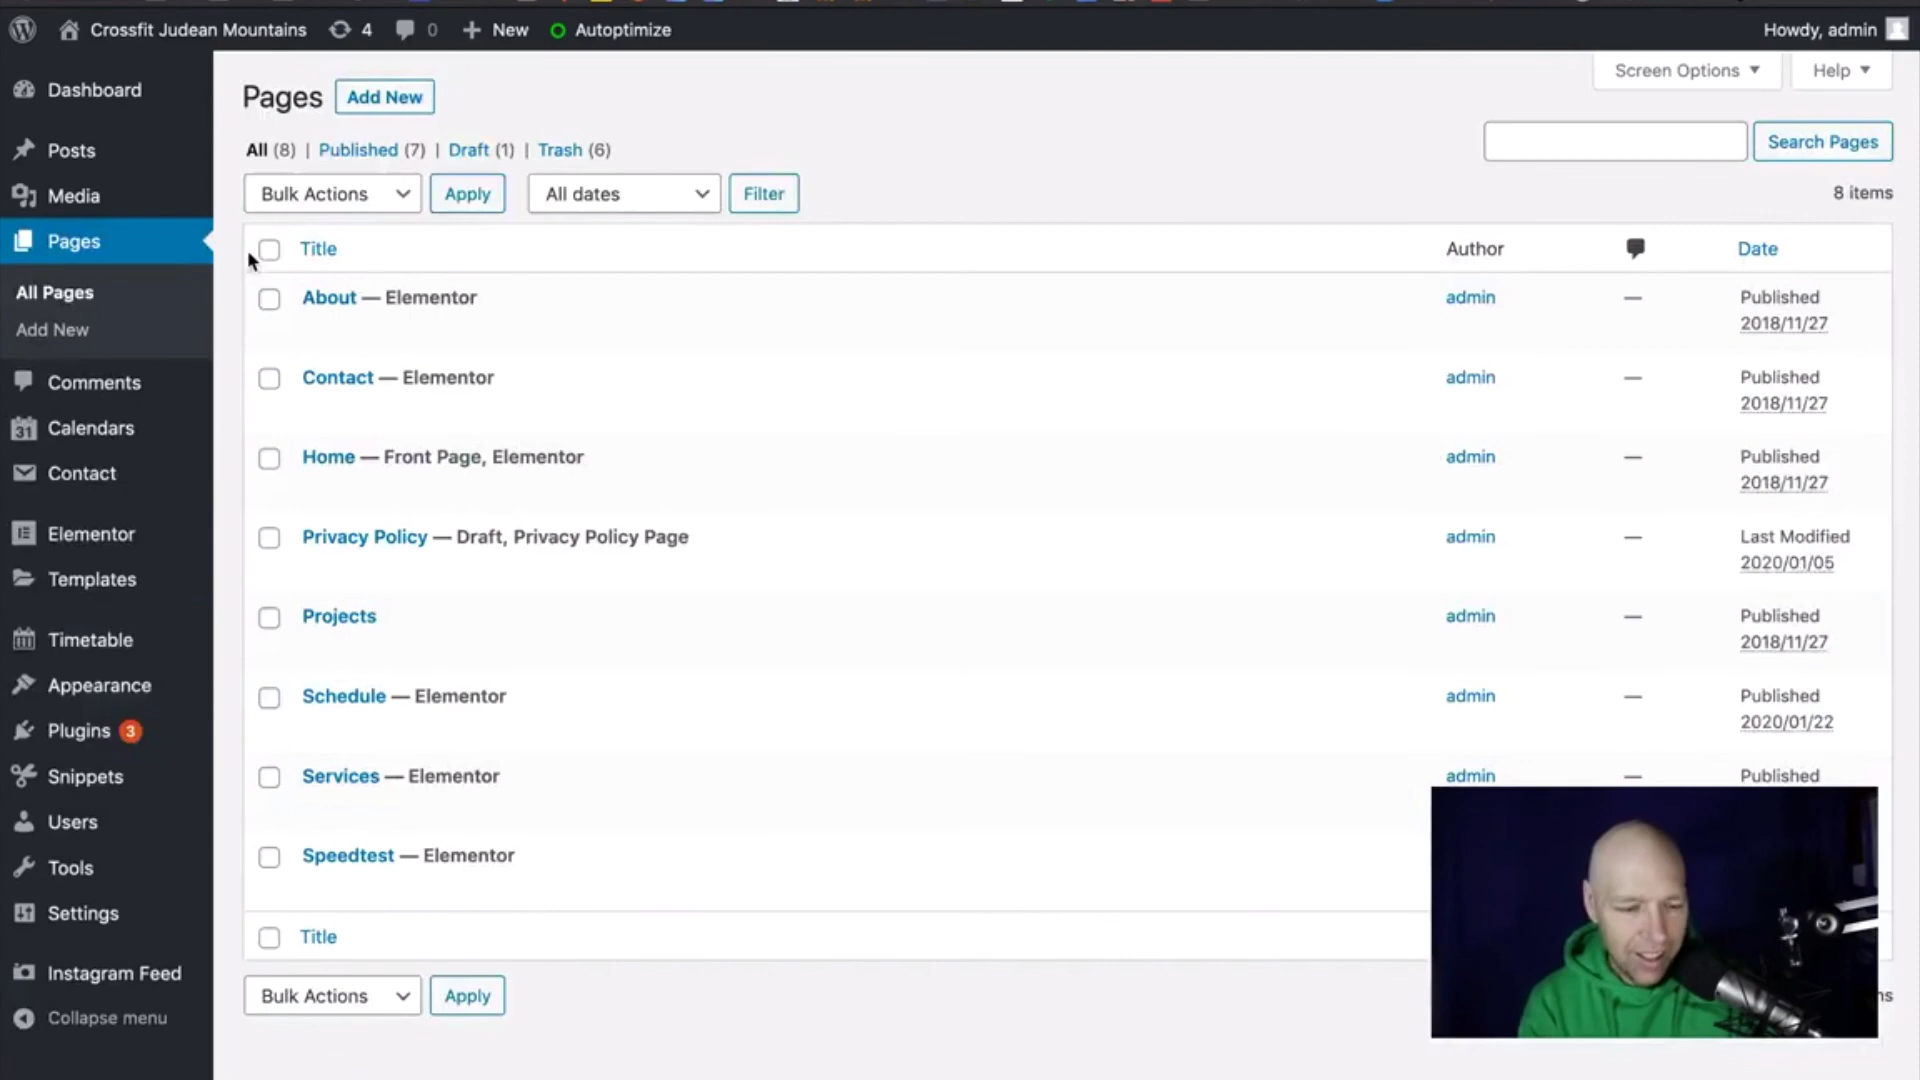 Crossfit Judean Mountains 4 0 New Autoptimize Howdy, admin
Screen Options Help
Dashboard
Posts
Media
Pages
All Pages
Add New
Comments
Calendars
31
Contact
Elementor
Templates
Timetable
Appearance
Plugins 3
Snippets
Users
Tools
Settings
Instagram Feed
Collapse menu
Pages Add New
All (8) | Published (7) | Draft (1) | Trash (6)
Search Pages
Bulk Actions Apply All dates Filter 8 items
Title Author Date
About — Elementor admin — Published
2018/11/27
Contact — Elementor admin — Published
2018/11/27
Home — Front Page, Elementor admin — Published
2018/11/27
Privacy Policy — Draft, Privacy Policy Page admin — Last Modified
2020/01/05
Projects admin — Published
2018/11/27
Schedule — Elementor admin — Published
2020/01/22
Services — Elementor admin — Published
Speedtest — Elementor
Title
Bulk Actions Apply